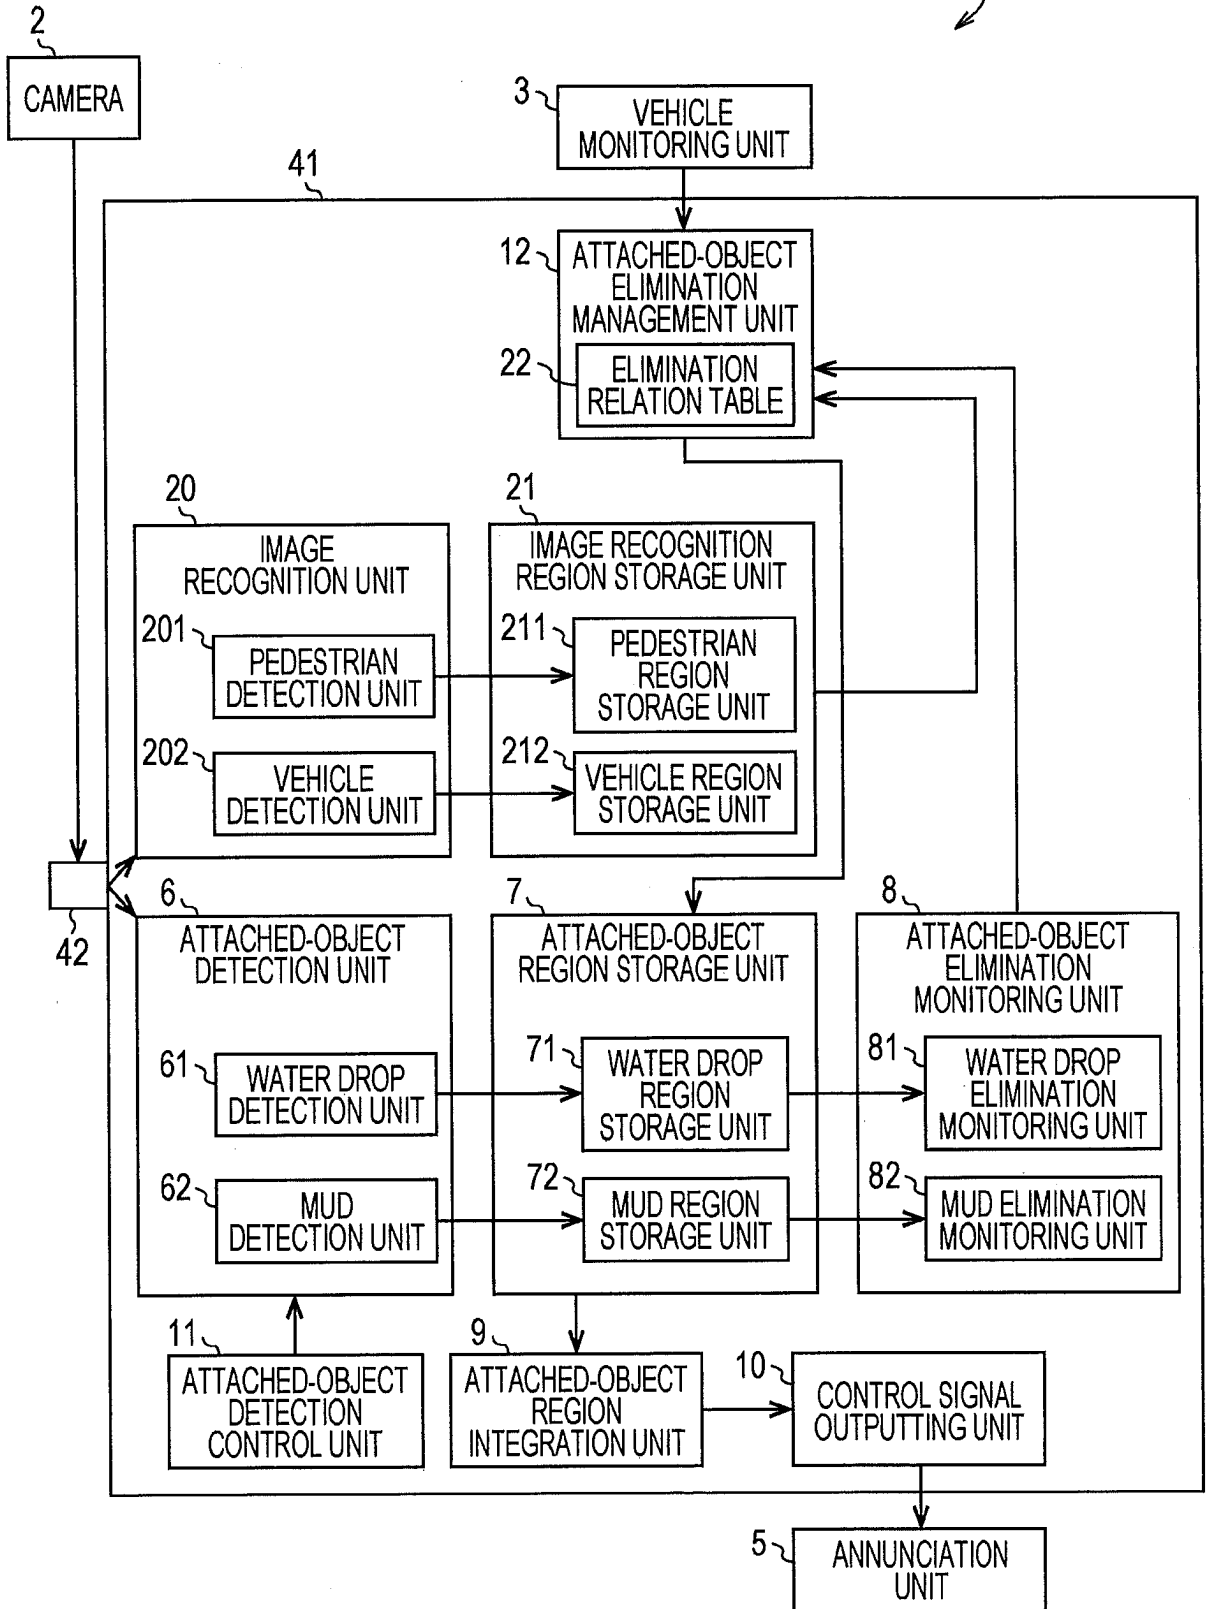 2
CAMERA
3
VEHICLE
MONITORING UNIT
41
12
ATTACHED-OBJECT
ELIMINATION
MANAGEMENT UNIT
22
ELIMINATION
RELATION TABLE
20
IMAGE
RECOGNITION UNIT
21
IMAGE RECOGNITION
REGION STORAGE UNIT
201
PEDESTRIAN
DETECTION UNIT
211
PEDESTRIAN
REGION
STORAGE UNIT
202
VEHICLE
DETECTION UNIT
212
VEHICLE REGION
STORAGE UNIT
42
6
ATTACHED-OBJECT
DETECTION UNIT
7
ATTACHED-OBJECT
REGION STORAGE UNIT
8
ATTACHED-OBJECT
ELIMINATION
MONITORING UNIT
61
WATER DROP
DETECTION UNIT
71
WATER DROP
REGION
STORAGE UNIT
81
WATER DROP
ELIMINATION
MONITORING UNIT
62
MUD
DETECTION UNIT
72
MUD REGION
STORAGE UNIT
82
MUD ELIMINATION
MONITORING UNIT
11
ATTACHED-OBJECT
DETECTION
CONTROL UNIT
9
ATTACHED-OBJECT
REGION
INTEGRATION UNIT
10
CONTROL SIGNAL
OUTPUTTING UNIT
5
ANNUNCIATION
UNIT